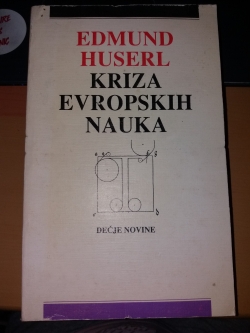 EDMUND
HUSERL
KRIZA
EVROPSKIH
NAUKA
DEČJE NOVINE